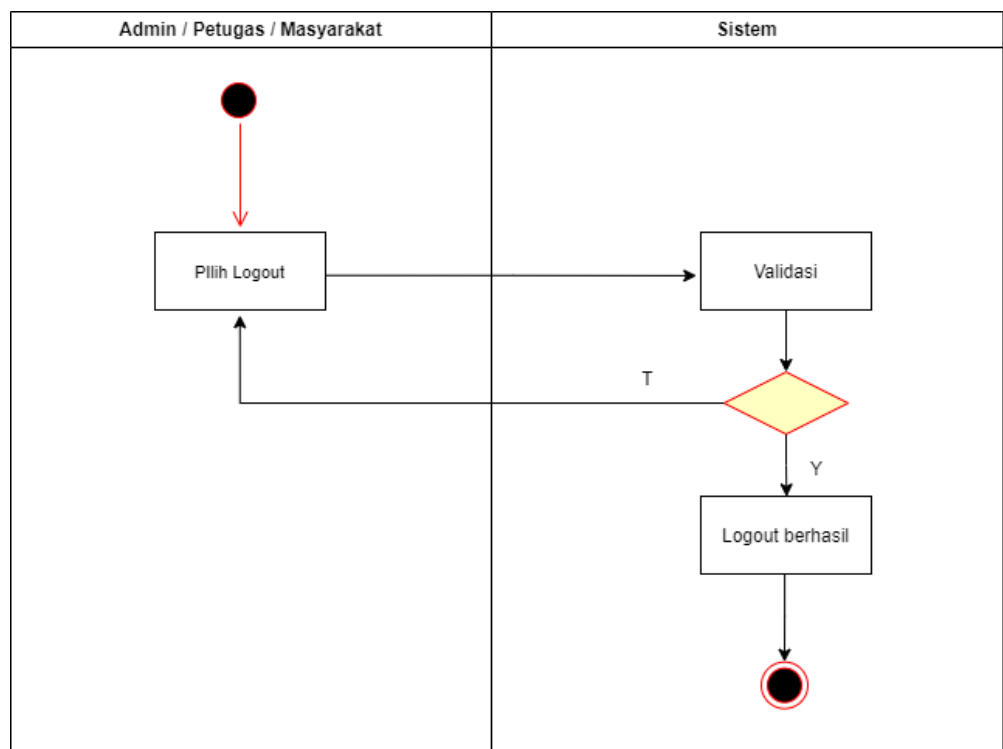 Admin / Petugas / Masyarakat
Sistem
PIlih Logout
Validasi
T
Y
Logout berhasil